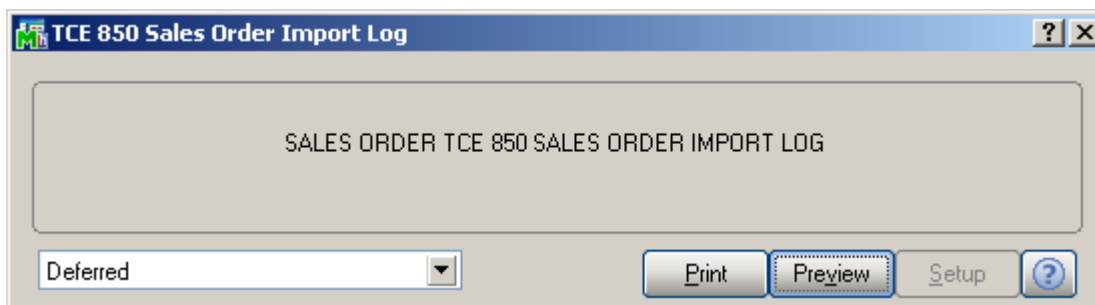 TCE 850 Sales Order Import Log
SALES ORDER TCE 850 SALES ORDER IMPORT LOG
Deferred Print Preview Setup